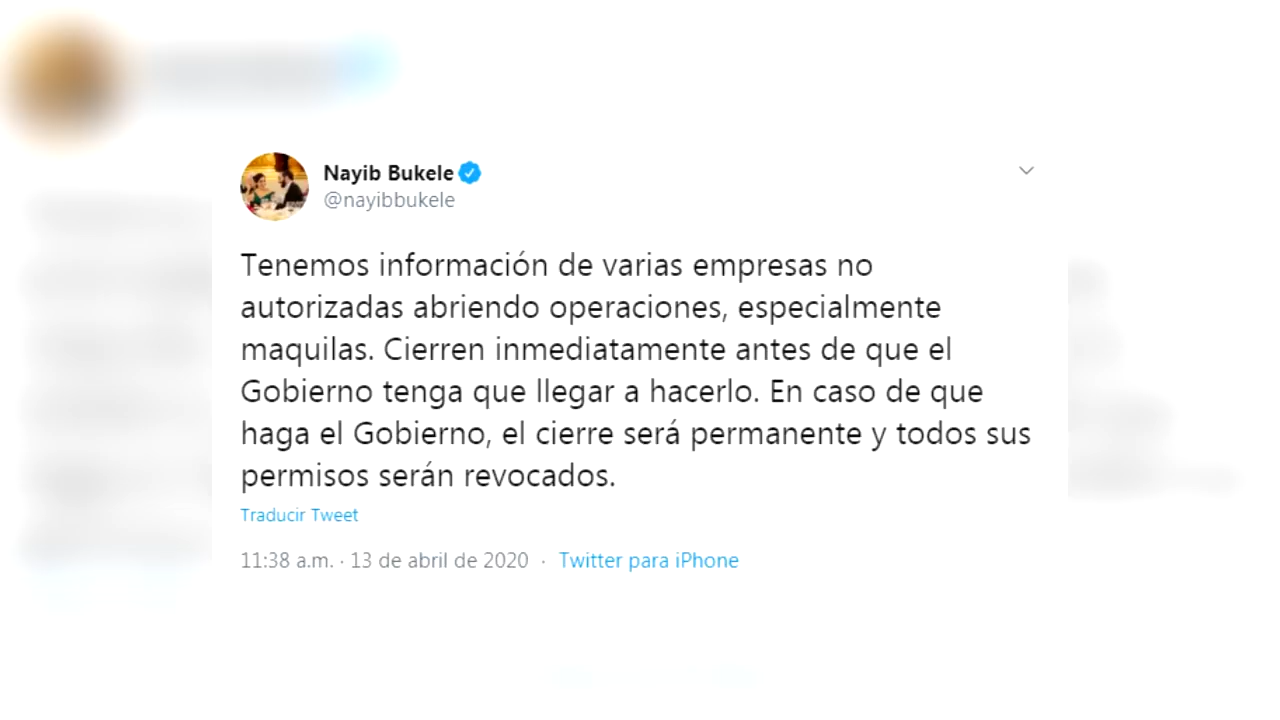 Nayib Bukele
@nayibbukele
Tenemos información de varias empresas no
autorizadas abriendo operaciones, especialmente
maquilas. Cierren inmediatamente antes de que el
Gobierno tenga que llegar a hacerlo. En caso de que
haga el Gobierno, el cierre será permanente y todos sus
permisos serán revocados.
Traducir Tweet
11:38 a.m. · 13 de abril de 2020 · Twitter para iPhone